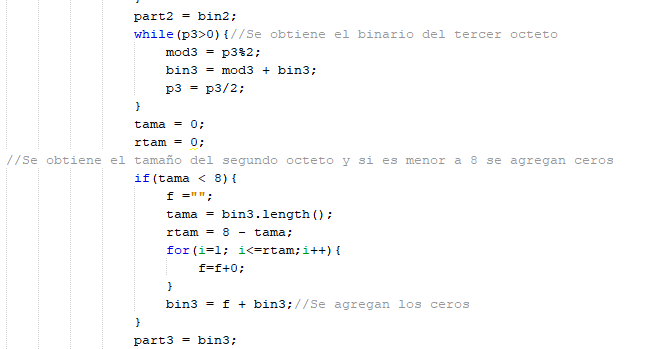 part2 = bin2;
while(p3>0){//Se obtiene el binario del tercer octeto
mod3 = p3%2;
bin3 = mod3 + bin3;
p3 = p3/2;
}
tama = 0;
rtam = 0;
//Se obtiene el tamaño del segundo octeto y si es menor a 8 se agregan ceros
if(tama < 8){
f ="";
tama = bin3.length();
rtam = 8 - tama;
for(i=1; i<=rtam;i++){
f=f+0;
}
bin3 = f + bin3;//Se agregan los ceros
}
part3 = bin3;